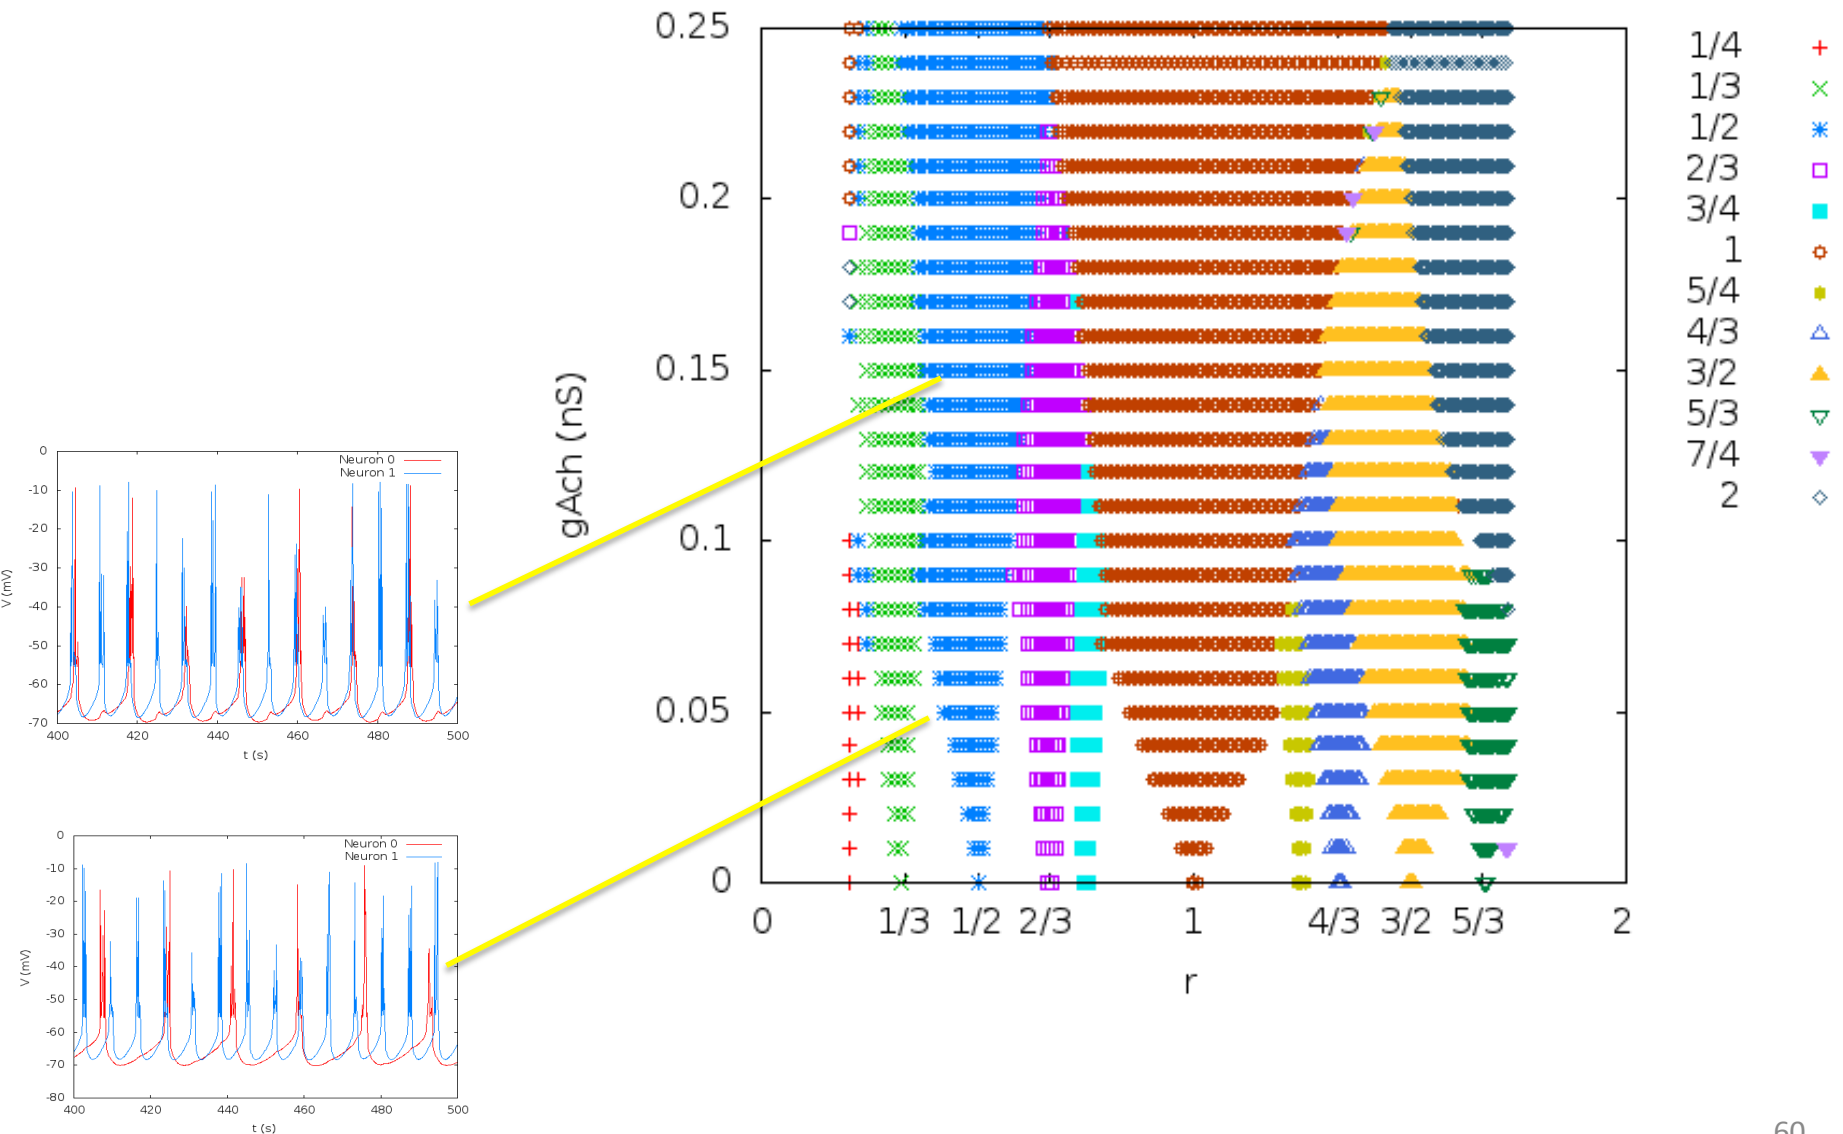 0.25
0.2
0.15
0.1
0.05
0
gAch (nS)
0 1/3 1/2 2/3 1 4/3 3/2 5/3 2
r
1/4
1/3
1/2
2/3
3/4
1
5/4
4/3
3/2
5/3
7/4
2
Neuron 0
Neuron 1
0
-10
-20
-30
-40
-50
-60
-70
V (mV)
400 420 440 460 480 500
t (s)
Neuron 0
Neuron 1
0
-10
-20
-30
-40
-50
-60
-70
-80
V (mV)
400 420 440 460 480 500
t (s)
60